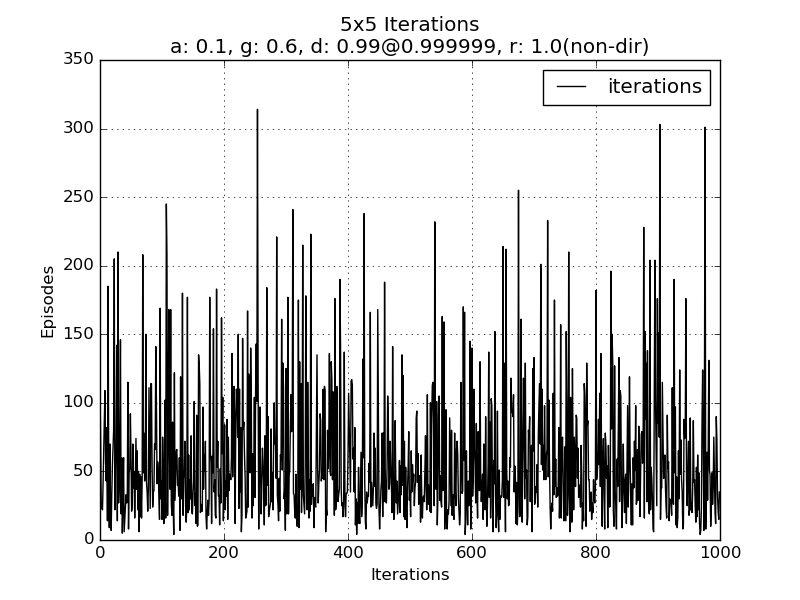 5x5 Iterations
a: 0.1, g: 0.6, d: 0.99@0.999999, r: 1.0(non-dir)
iterations
350
300
250
200
150
100
50
0
Episodes
0 200 400 600 800 1000
Iterations